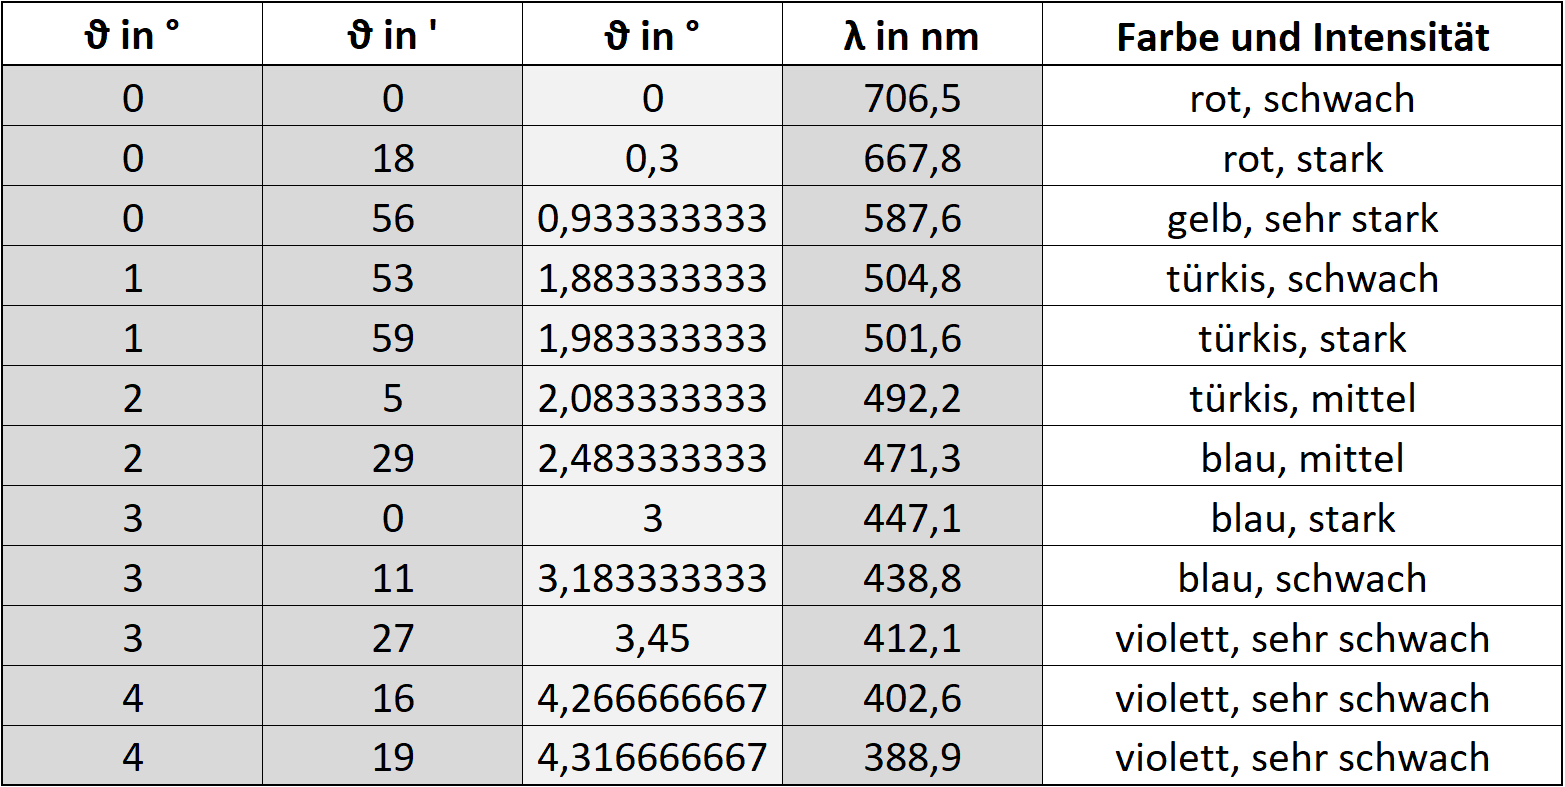 ϑ in ° ϑ in ' ϑ in ° λ in nm Farbe und Intensität
0 0 0 706,5 rot, schwach
0 18 0,3 667,8 rot, stark
0 56 0,933333333 587,6 gelb, sehr stark
1 53 1,883333333 504,8 türkis, schwach
1 59 1,983333333 501,6 türkis, stark
2 5 2,083333333 492,2 türkis, mittel
2 29 2,483333333 471,3 blau, mittel
3 0 3 447,1 blau, stark
3 11 3,183333333 438,8 blau, schwach
3 27 3,45 412,1 violett, sehr schwach
4 16 4,266666667 402,6 violett, sehr schwach
4 19 4,316666667 388,9 violett, sehr schwach